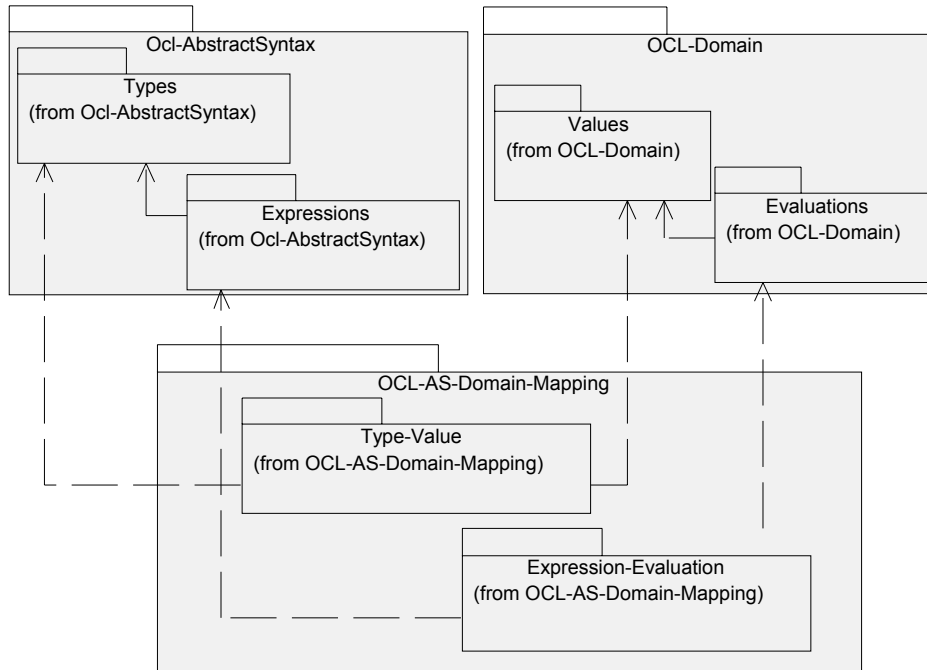 Ocl-AbstractSyntax
Types
(from Ocl-AbstractSyntax)
Expressions
(from Ocl-AbstractSyntax)
OCL-Domain
Values
(from OCL-Domain)
Evaluations
(from OCL-Domain)
OCL-AS-Domain-Mapping
Type-Value
(from OCL-AS-Domain-Mapping)
Expression-Evaluation
(from OCL-AS-Domain-Mapping)